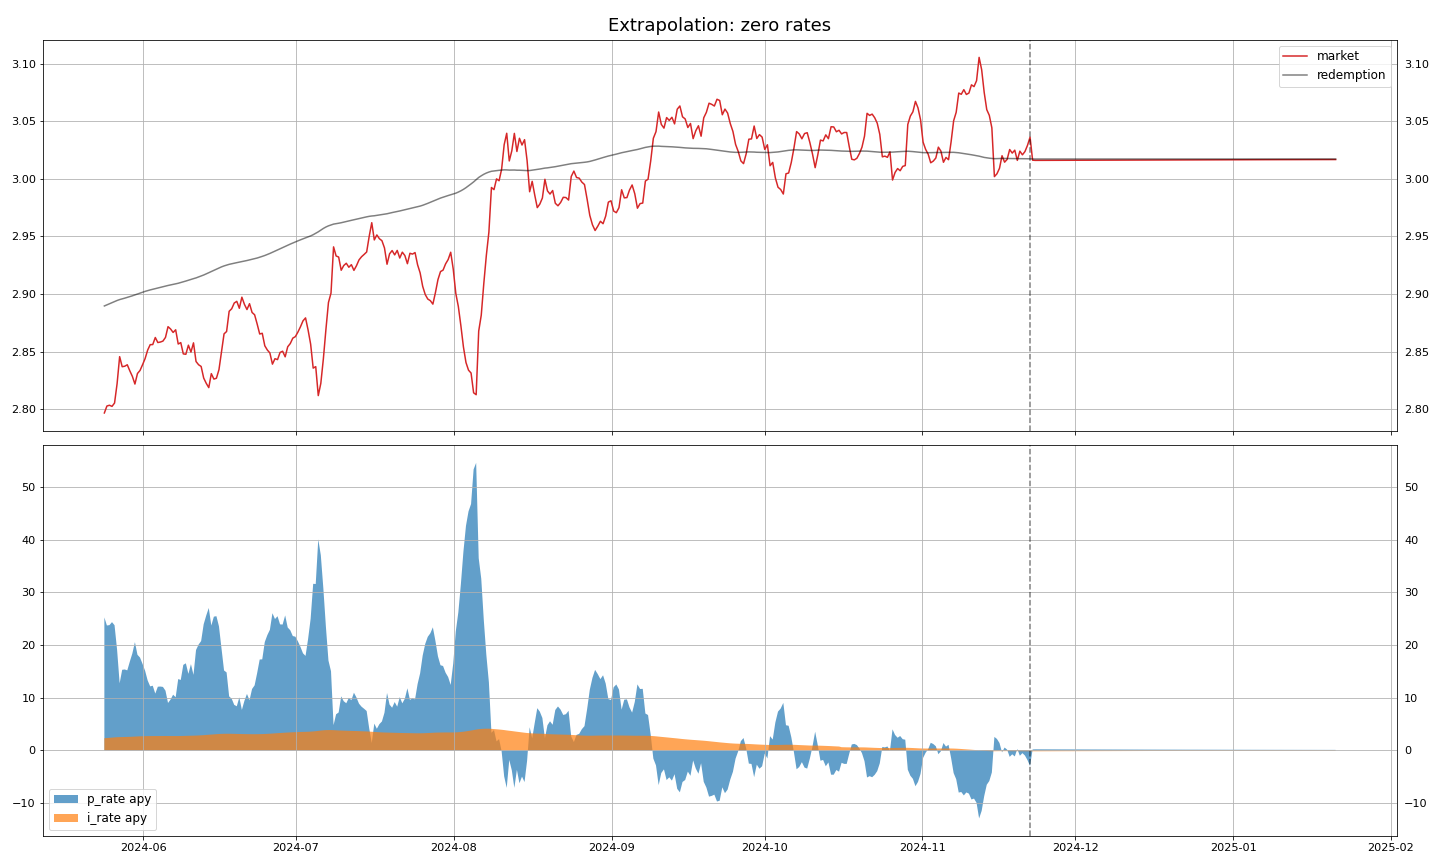 Extrapolation: zero rates
market
redemption
3.10 3.10
3.05 3.05
3.00 3.00
2.95 2.95
2.90 2.90
2.85 2.85
2.80 2.80
50 50
40 40
30 30
20 20
10 10
0 0
−10 −10
p_rate apy
i_rate apy
2024-06 2024-07 2024-08 2024-09 2024-10 2024-11 2024-12 2025-01 2025-02